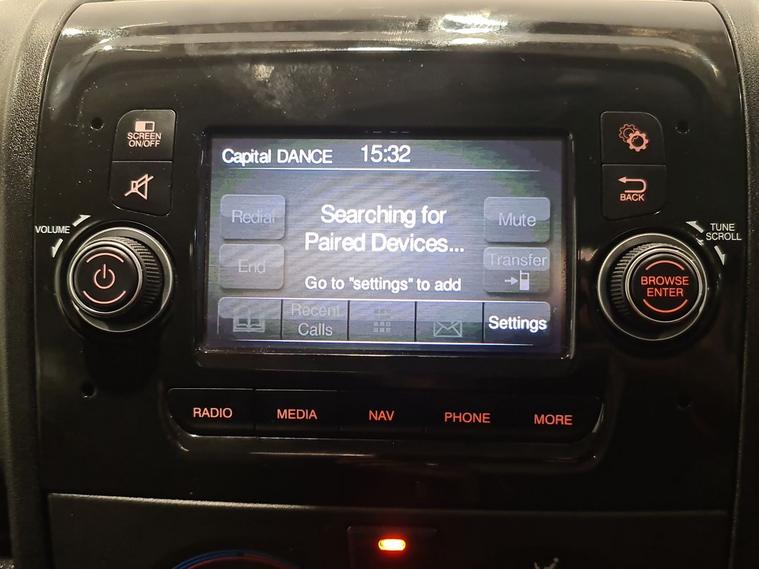 SCREEN
ON/OFF
VOLUME
Capital DANCE 15:32
Redial
Searching for
Paired Devices...
Mute
End
Go to "settings" to add
Transfer
Recent
Calls
Settings
BACK
TUNE
SCROLL
BROWSE
ENTER
RADIO MEDIA NAV PHONE MORE